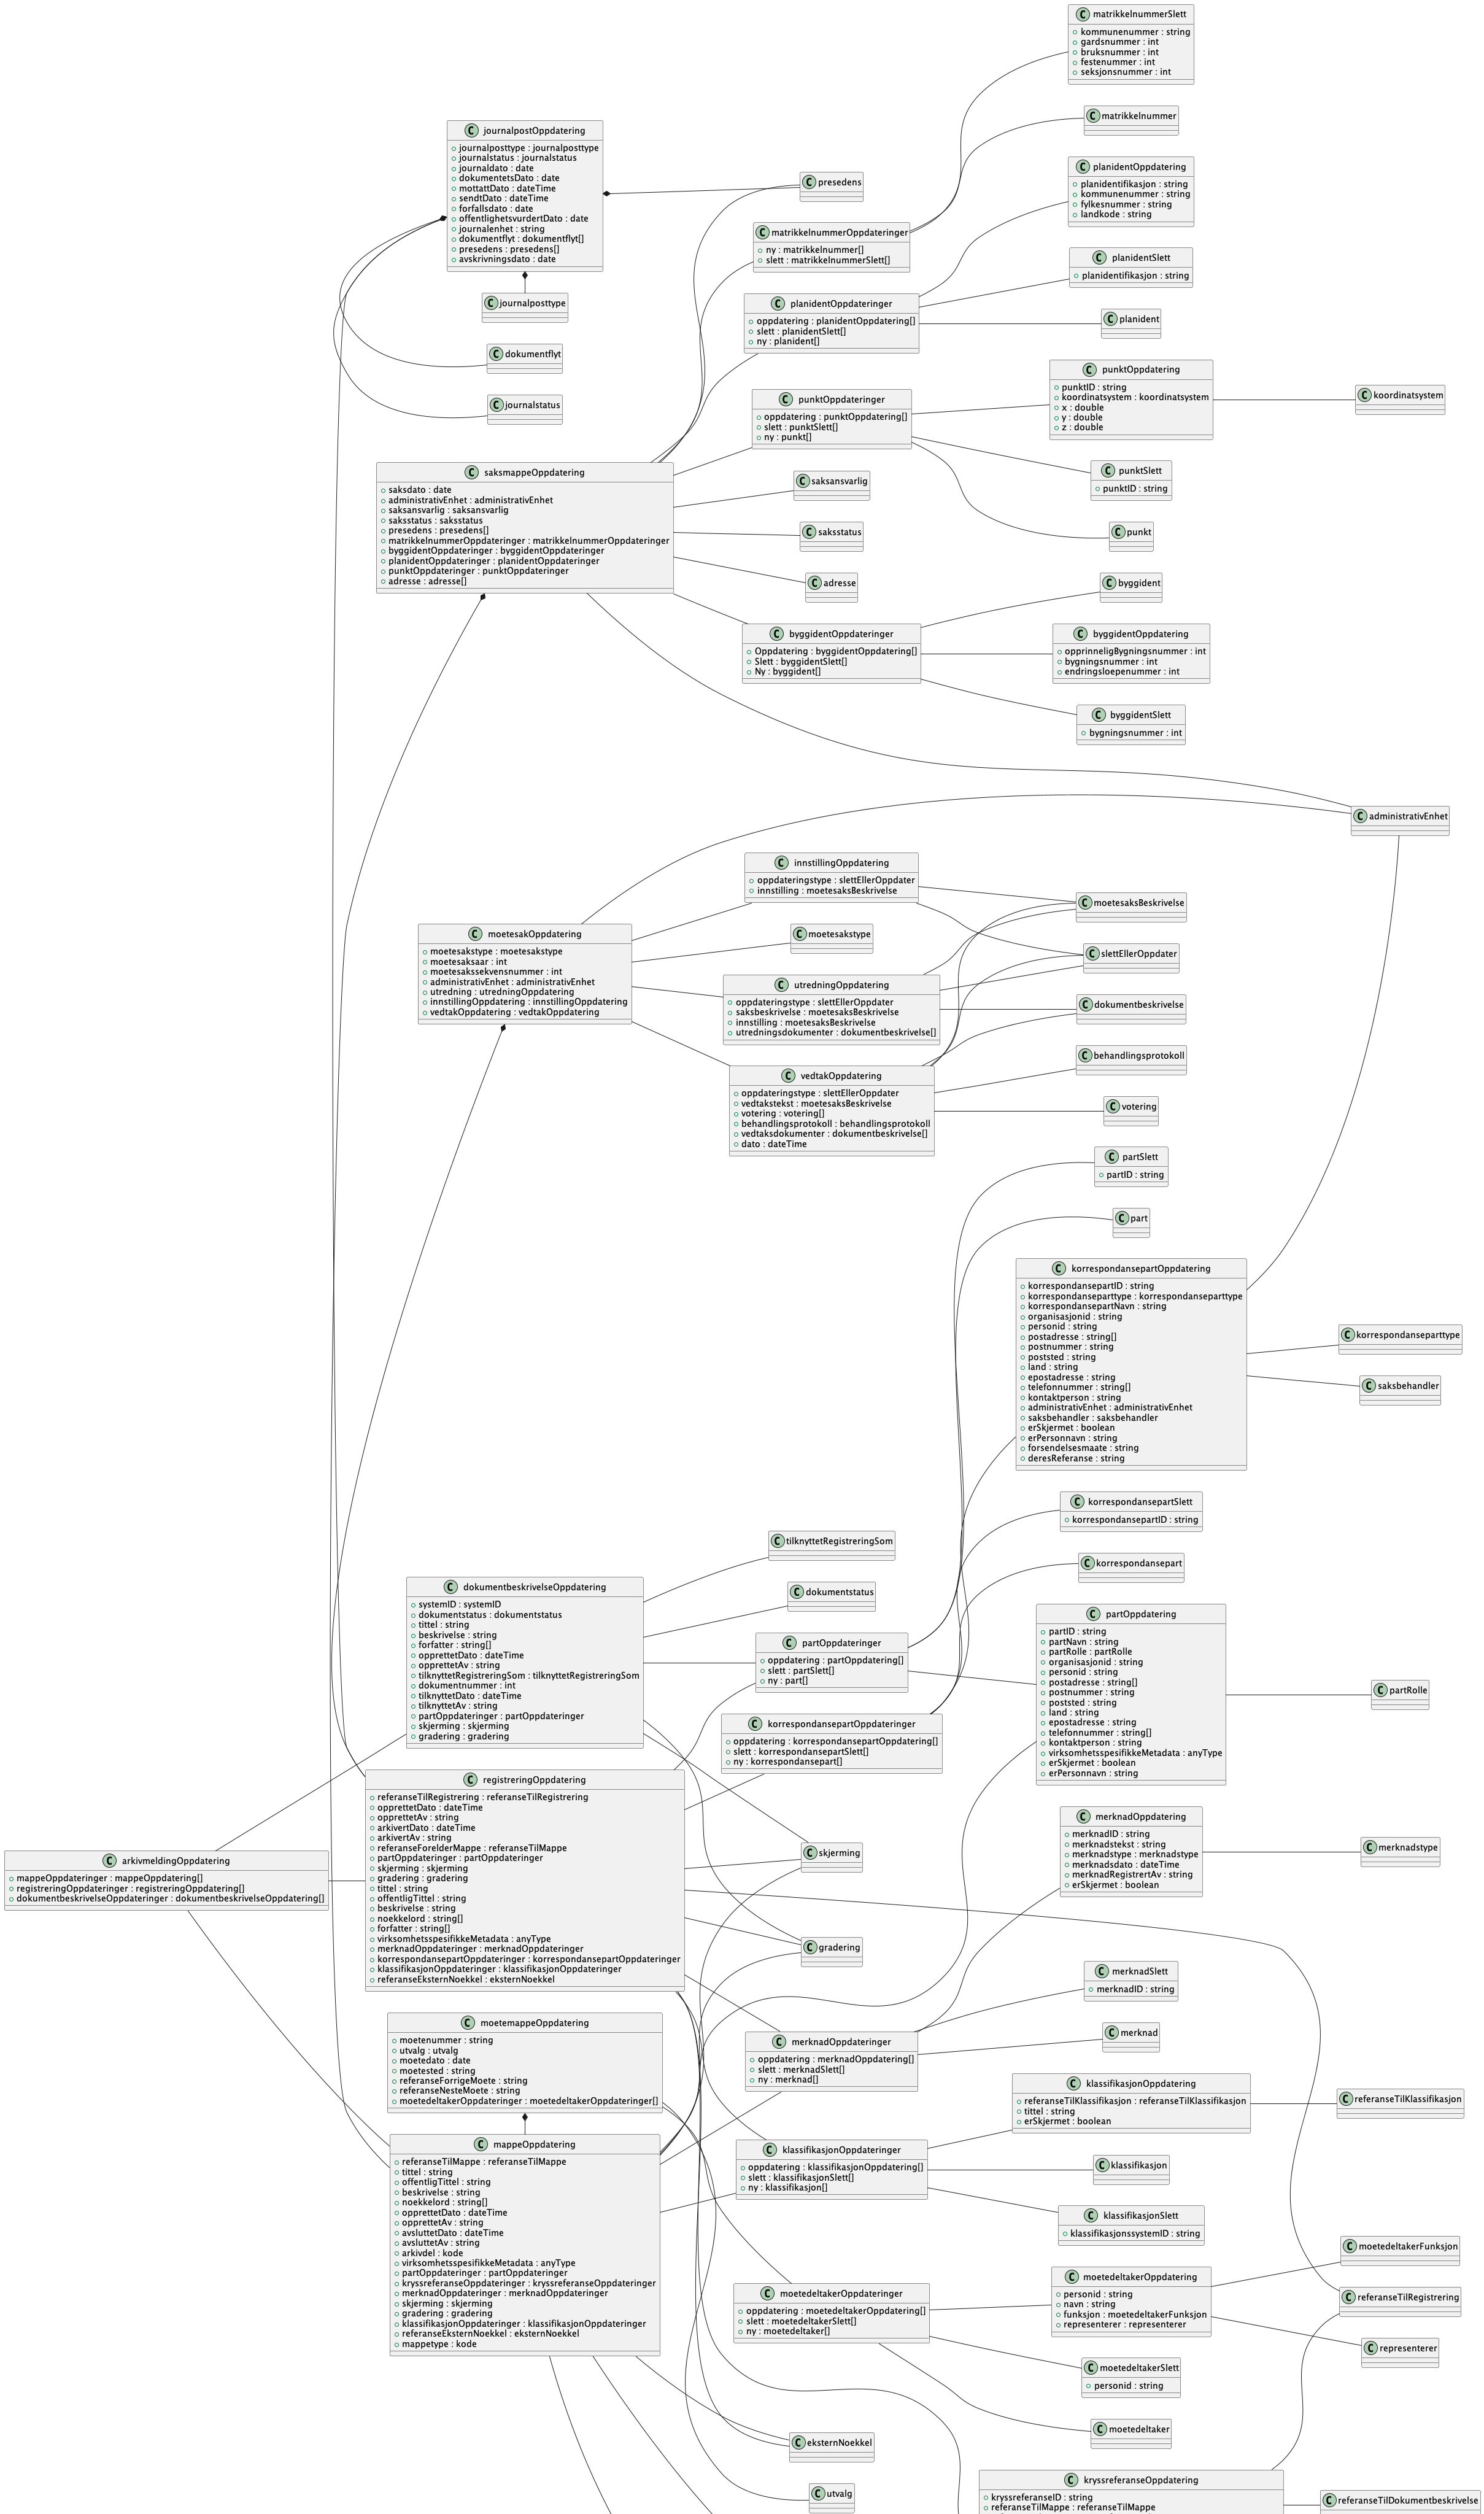 matrikkelnummerSlett
kommunenummer : string
gardsnummer : int
bruksnummer : int
festenummer : int
seksjonsnummer : int
matrikkelnummer
journalpostOppdatering
journalposttype : journalposttype
journalstatus : journalstatus
journaldato : date
dokumentetsDato : date
mottattDato : dateTime
sendtDato : dateTime
forfallsdato : date
offentlighetsvurdertDato : date
journalenhet : string
dokumentflyt : dokumentflyt[]
presedens : presedens[]
avskrivningsdato : date
presedens
planidentOppdatering
planidentifikasjon : string
kommunenummer : string
fylkesnummer : string
landkode : string
matrikkelnummerOppdateringer
ny : matrikkelnummer[]
slett : matrikkelnummerSlett[]
planidentSlett
planidentifikasjon : string
journalposttype
planidentOppdateringer
oppdatering : planidentOppdatering[]
slett : planidentSlett[]
ny : planident[]
planident
dokumentflyt
journalstatus
punktOppdateringer
oppdatering : punktOppdatering[]
slett : punktSlett[]
ny : punkt[]
punktOppdatering
punktID : string
koordinatsystem : koordinatsystem
x : double
y : double
z : double
koordinatsystem
saksmappeOppdatering
saksdato : date
administrativEnhet : administrativEnhet
saksansvarlig : saksansvarlig
saksstatus : saksstatus
presedens : presedens[]
matrikkelnummerOppdateringer : matrikkelnummerOppdateringer
byggidentOppdateringer : byggidentOppdateringer
planidentOppdateringer : planidentOppdateringer
punktOppdateringer : punktOppdateringer
adresse : adresse[]
saksansvarlig
punktSlett
punktID : string
saksstatus
punkt
adresse
byggident
byggidentOppdateringer
Oppdatering : byggidentOppdatering[]
Slett : byggidentSlett[]
Ny : byggident[]
byggidentOppdatering
opprinneligBygningsnummer : int
bygningsnummer : int
endringsloepenummer : int
byggidentSlett
bygningsnummer : int
administrativEnhet
innstillingOppdatering
oppdateringstype : slettEllerOppdater
innstilling : moetesaksBeskrivelse
moetesaksBeskrivelse
moetesakOppdatering
moetesakstype : moetesakstype
moetesaksaar : int
moetesakssekvensnummer : int
administrativEnhet : administrativEnhet
utredning : utredningOppdatering
innstillingOppdatering : innstillingOppdatering
vedtakOppdatering : vedtakOppdatering
moetesakstype
slettEllerOppdater
utredningOppdatering
oppdateringstype : slettEllerOppdater
saksbeskrivelse : moetesaksBeskrivelse
innstilling : moetesaksBeskrivelse
utredningsdokumenter : dokumentbeskrivelse[]
dokumentbeskrivelse
behandlingsprotokoll
vedtakOppdatering
oppdateringstype : slettEllerOppdater
vedtakstekst : moetesaksBeskrivelse
votering : votering[]
behandlingsprotokoll : behandlingsprotokoll
vedtaksdokumenter : dokumentbeskrivelse[]
dato : dateTime
votering
partSlett
partID : string
part
korrespondansepartOppdatering
korrespondansepartID : string
korrespondanseparttype : korrespondanseparttype
korrespondansepartNavn : string
organisasjonid : string
personid : string
postadresse : string[]
postnummer : string
poststed : string
land : string
epostadresse : string
telefonnummer : string[]
kontaktperson : string
administrativEnhet : administrativEnhet
saksbehandler : saksbehandler
erSkjermet : boolean
erPersonnavn : string
forsendelsesmaate : string
deresReferanse : string
korrespondanseparttype
saksbehandler
korrespondansepartSlett
korrespondansepartID : string
tilknyttetRegistreringSom
korrespondansepart
dokumentbeskrivelseOppdatering
systemID : systemID
dokumentstatus : dokumentstatus
tittel : string
beskrivelse : string
forfatter : string[]
opprettetDato : dateTime
opprettetAv : string
tilknyttetRegistreringSom : tilknyttetRegistreringSom
dokumentnummer : int
tilknyttetDato : dateTime
tilknyttetAv : string
partOppdateringer : partOppdateringer
skjerming : skjerming
gradering : gradering
dokumentstatus
partOppdateringer
oppdatering : partOppdatering[]
slett : partSlett[]
ny : part[]
partOppdatering
partID : string
partNavn : string
partRolle : partRolle
organisasjonid : string
personid : string
postadresse : string[]
postnummer : string
poststed : string
land : string
epostadresse : string
telefonnummer : string[]
kontaktperson : string
virksomhetsspesifikkeMetadata : anyType
erSkjermet : boolean
erPersonnavn : string
partRolle
korrespondansepartOppdateringer
oppdatering : korrespondansepartOppdatering[]
slett : korrespondansepartSlett[]
ny : korrespondansepart[]
registreringOppdatering
referanseTilRegistrering : referanseTilRegistrering
opprettetDato : dateTime
opprettetAv : string
arkivertDato : dateTime
arkivertAv : string
referanseForelderMappe : referanseTilMappe
partOppdateringer : partOppdateringer
skjerming : skjerming
gradering : gradering
tittel : string
offentligTittel : string
beskrivelse : string
noekkelord : string[]
forfatter : string[]
virksomhetsspesifikkeMetadata : anyType
merknadOppdateringer : merknadOppdateringer
korrespondansepartOppdateringer : korrespondansepartOppdateringer
klassifikasjonOppdateringer : klassifikasjonOppdateringer
referanseEksternNoekkel : eksternNoekkel
arkivmeldingOppdatering
mappeOppdateringer : mappeOppdatering[]
registreringOppdateringer : registreringOppdatering[]
dokumentbeskrivelseOppdateringer : dokumentbeskrivelseOppdatering[]
skjerming
merknadOppdatering
merknadID : string
merknadstekst : string
merknadstype : merknadstype
merknadsdato : dateTime
merknadRegistrertAv : string
erSkjermet : boolean
merknadstype
gradering
merknadSlett
merknadID : string
moetemappeOppdatering
moetenummer : string
utvalg : utvalg
moetedato : date
moetested : string
referanseForrigeMoete : string
referanseNesteMoete : string
moetedeltakerOppdateringer : moetedeltakerOppdateringer[]
merknadOppdateringer
oppdatering : merknadOppdatering[]
slett : merknadSlett[]
ny : merknad[]
merknad
klassifikasjonOppdatering
referanseTilKlassifikasjon : referanseTilKlassifikasjon
tittel : string
erSkjermet : boolean
referanseTilKlassifikasjon
mappeOppdatering
referanseTilMappe : referanseTilMappe
tittel : string
offentligTittel : string
beskrivelse : string
noekkelord : string[]
opprettetDato : dateTime
opprettetAv : string
avsluttetDato : dateTime
avsluttetAv : string
arkivdel : kode
virksomhetsspesifikkeMetadata : anyType
partOppdateringer : partOppdateringer
kryssreferanseOppdateringer : kryssreferanseOppdateringer
merknadOppdateringer : merknadOppdateringer
skjerming : skjerming
gradering : gradering
klassifikasjonOppdateringer : klassifikasjonOppdateringer
referanseEksternNoekkel : eksternNoekkel
mappetype : kode
klassifikasjonOppdateringer
oppdatering : klassifikasjonOppdatering[]
slett : klassifikasjonSlett[]
ny : klassifikasjon[]
klassifikasjon
klassifikasjonSlett
klassifikasjonssystemID : string
moetedeltakerFunksjon
moetedeltakerOppdatering
personid : string
navn : string
funksjon : moetedeltakerFunksjon
representerer : representerer
referanseTilRegistrering
moetedeltakerOppdateringer
oppdatering : moetedeltakerOppdatering[]
slett : moetedeltakerSlett[]
ny : moetedeltaker[]
representerer
moetedeltakerSlett
personid : string
moetedeltaker
eksternNoekkel
utvalg
kryssreferanseOppdatering
kryssreferanseID : string
referanseTilMappe : referanseTilMappe
referanseTilDokumentbeskrivelse